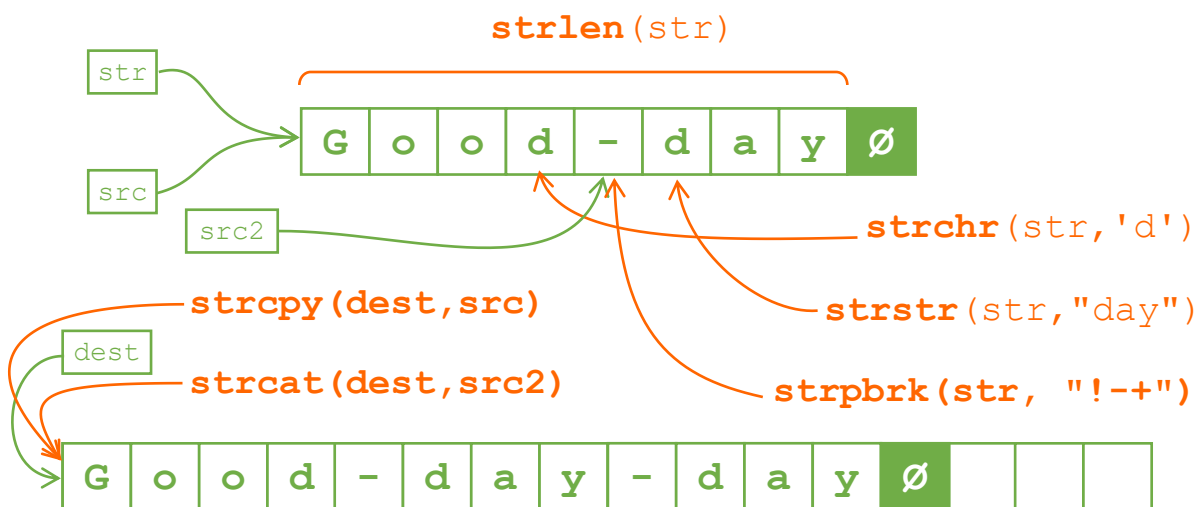 strlen(str)
str
G o o d - d a y Ø
src
src2
strchr(str,'d')
strcpy(dest,src)
strstr(str,"day")
dest
strcat(dest,src2)
strpbrk(str, "!-+")
G o o d - d a y - d a y Ø